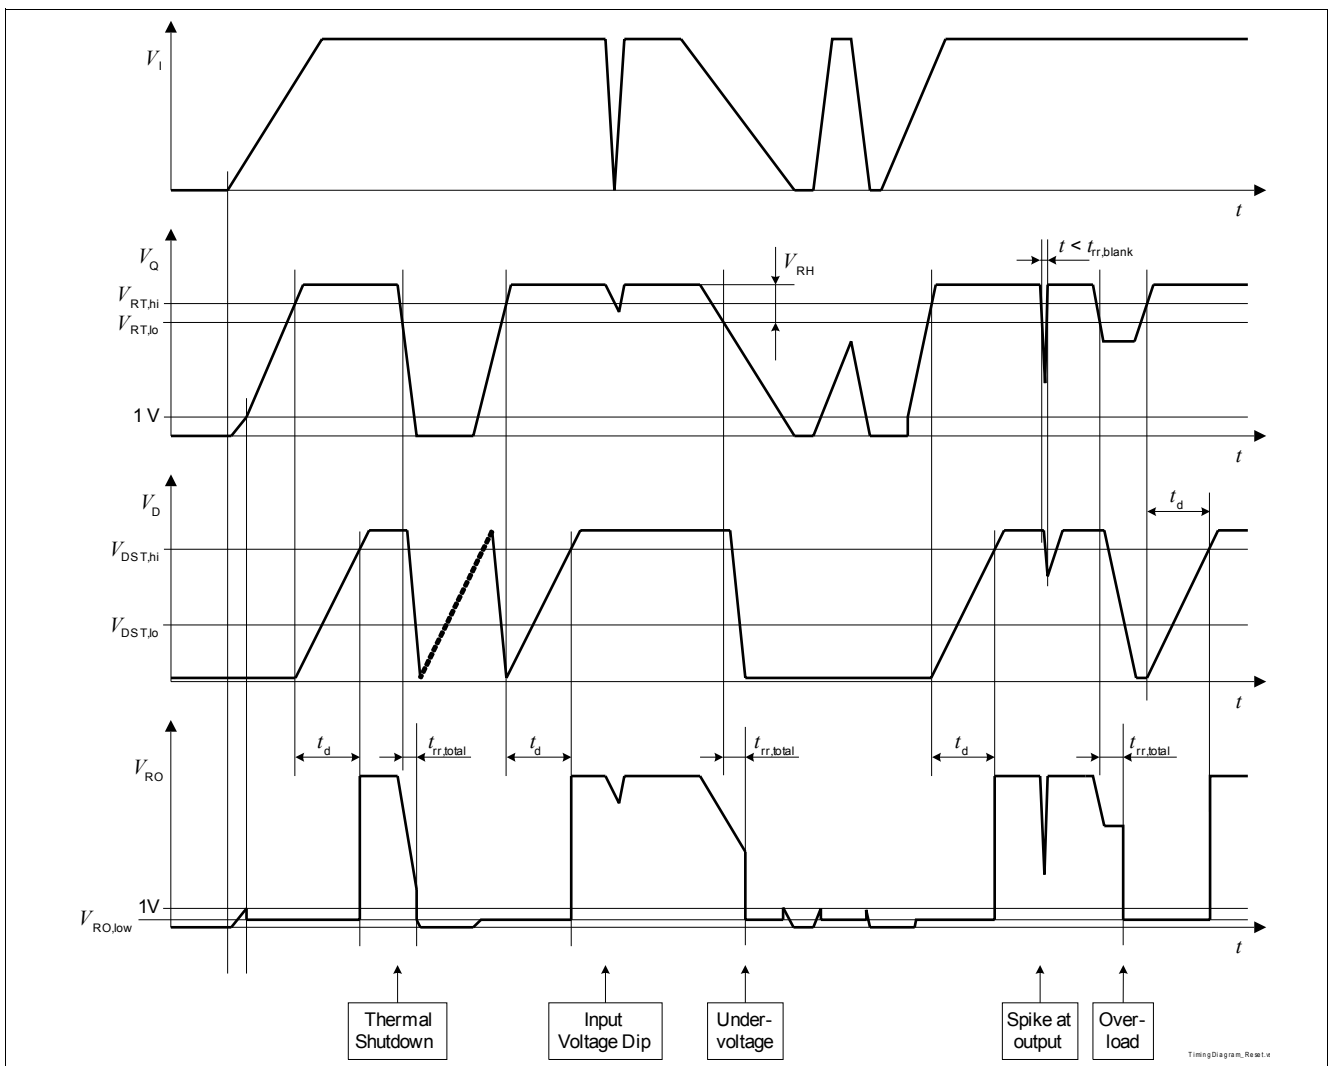 V_I
t
V_Q
t < t_rr,blank
V_RH
V_RT,hi
V_RT,lo
1 V
t
V_D
t_d
V_DST,hi
V_DST,lo
t
t_d
t_rr,total
t_d
t_rr,total
t_d
t_rr,total
V_RO
1V
V_RO,low
t
Thermal
Shutdown
Input
Voltage Dip
Under-
voltage
Spike at
output
Over-
load